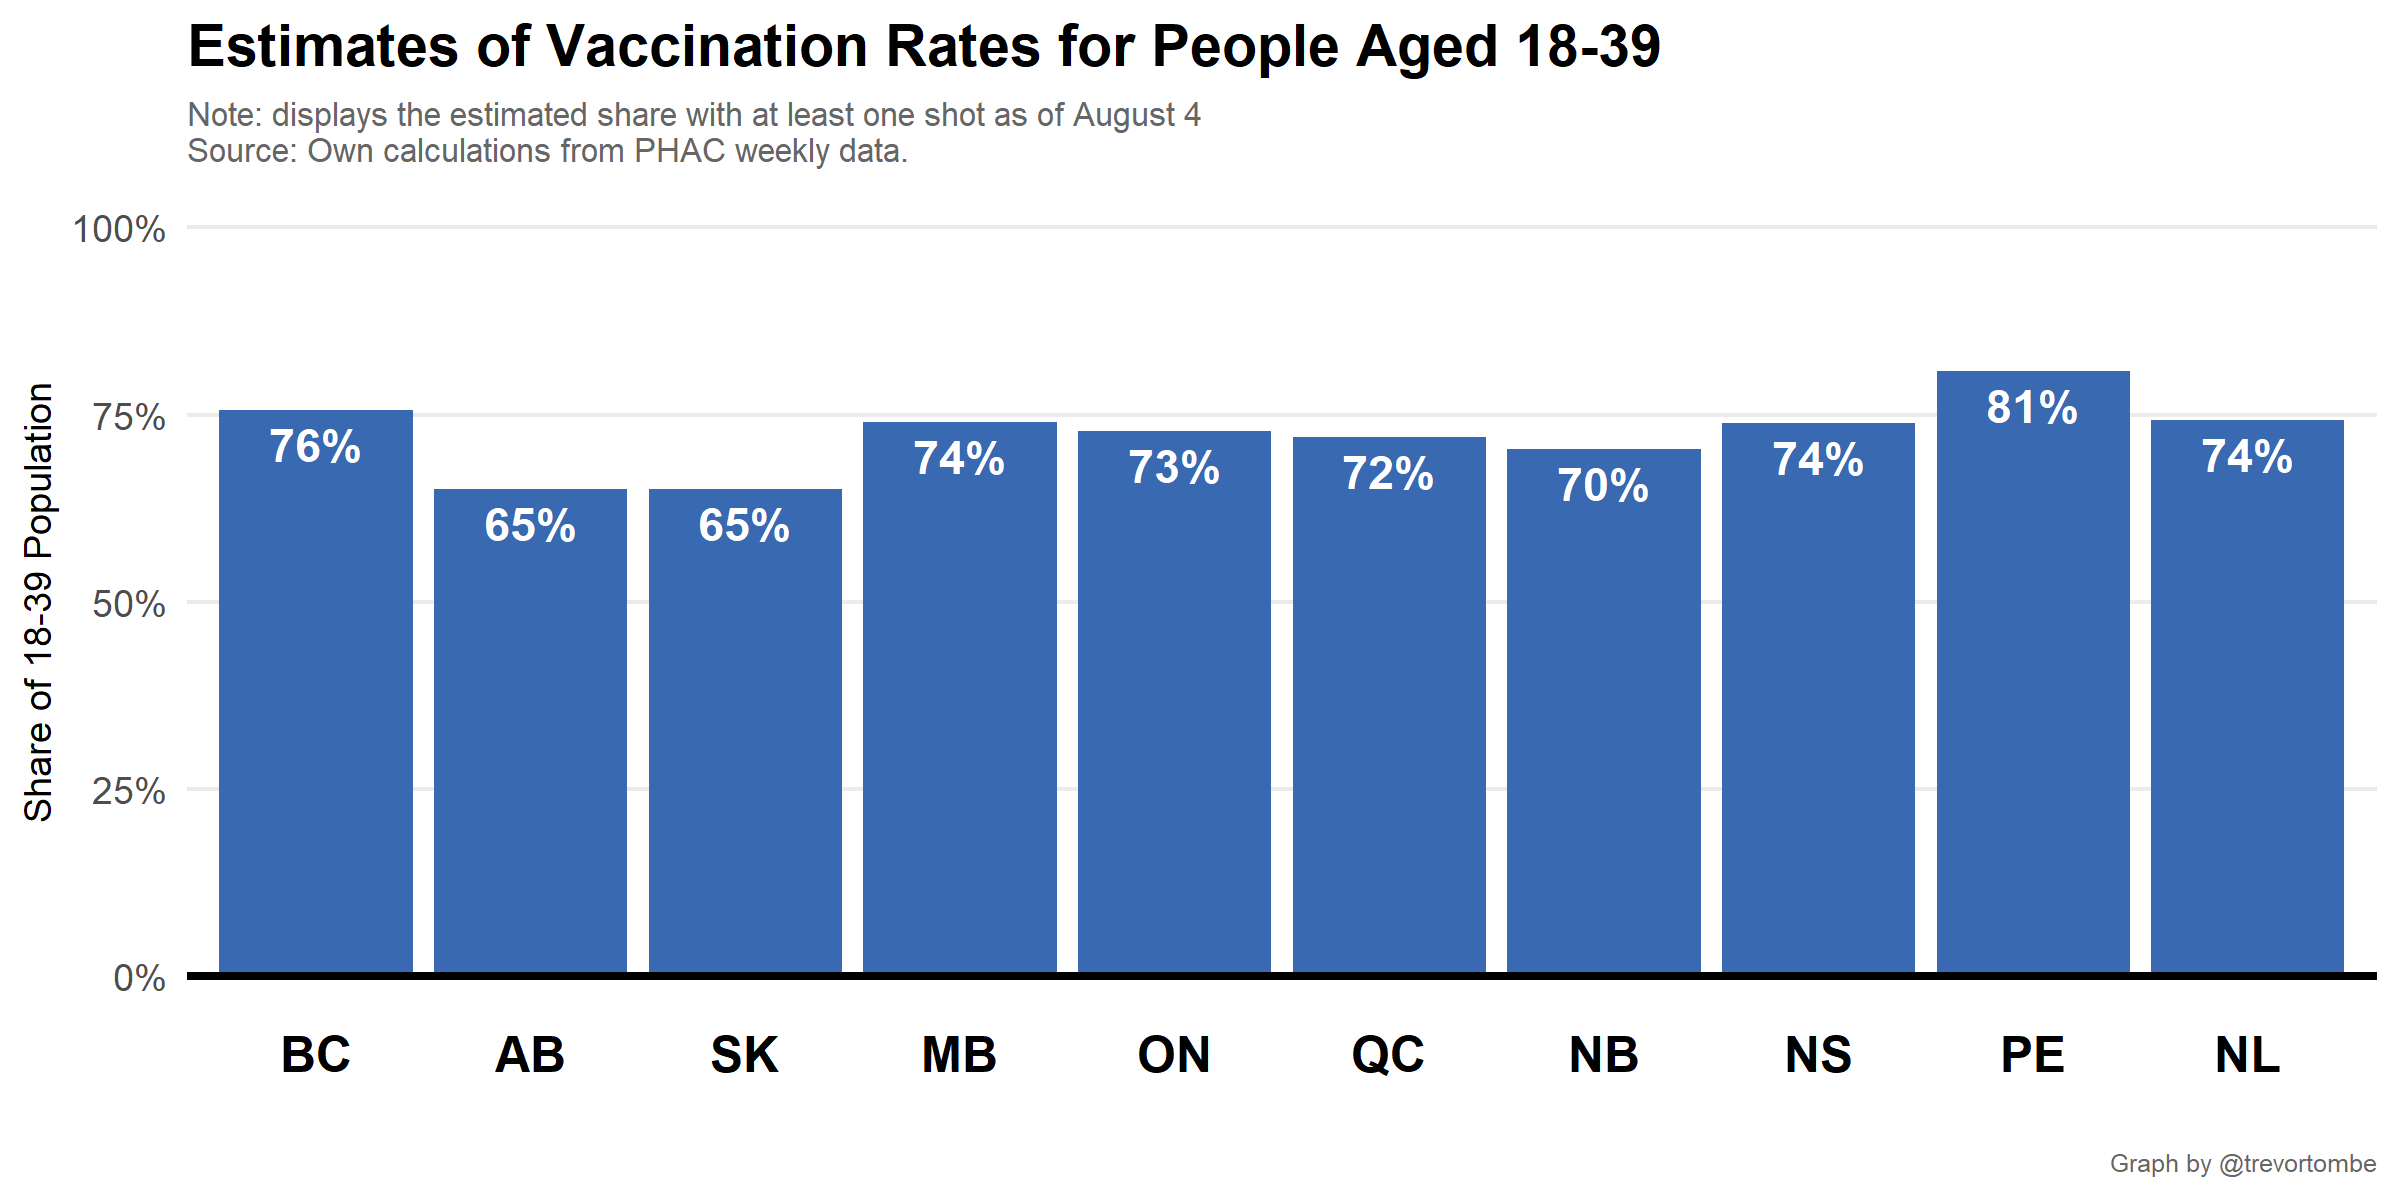 Estimates of Vaccination Rates for People Aged 18-39
Note: displays the estimated share with at least one shot as of August 4
Source: Own calculations from PHAC weekly data.
Share of 18-39 Population
100%
75%
50%
25%
0%
76%
65%
65%
74%
73%
72%
70%
74%
81%
74%
BC
AB
SK
MB
ON
QC
NB
NS
PE
NL
Graph by @trevortombe